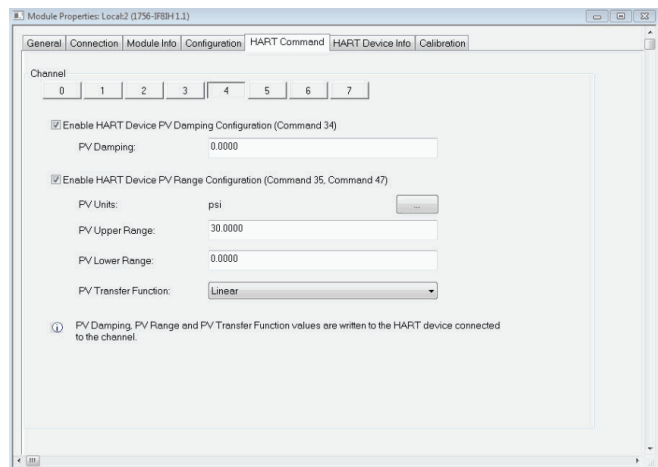 Module Properties: Local:2 (1756-IF8IH 1.1)
General Connection Module Info Configuration HART Command HART Device Info Calibration
Channel
0 1 2 3 4 5 6 7
Enable HART Device PV Damping Configuration (Command 34)
PV Damping: 0.0000
Enable HART Device PV Range Configuration (Command 35, Command 47)
PV Units: psi ...
PV Upper Range: 30.0000
PV Lower Range: 0.0000
PV Transfer Function: Linear
PV Damping, PV Range and PV Transfer Function values are written to the HART device connected
to the channel.